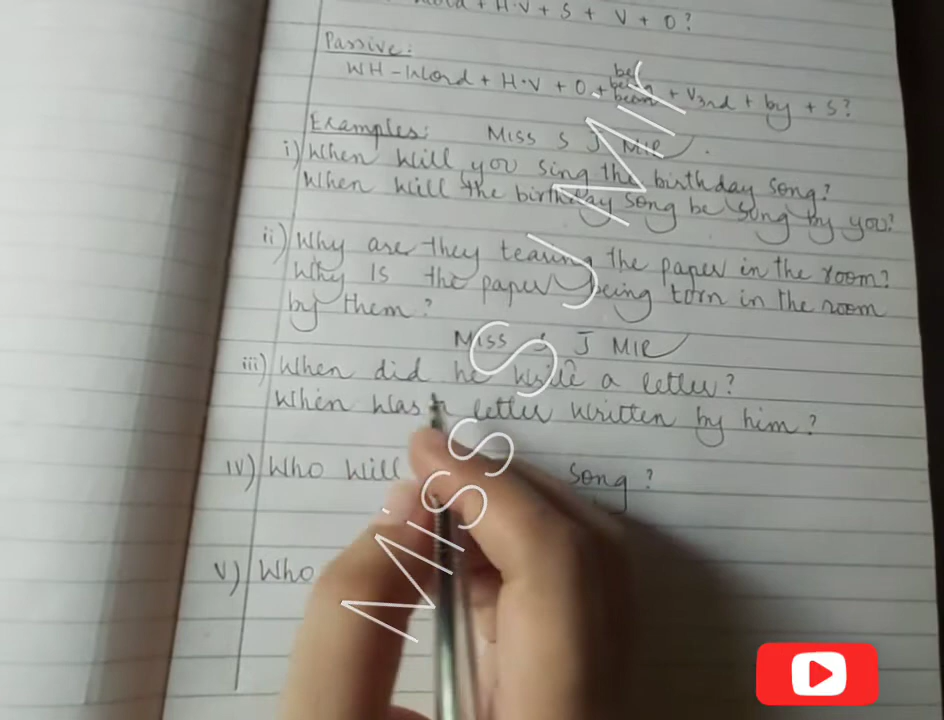 + H.V + S + V + O?
Passive:
WH-Word + H.V + O + be/being/been + V3rd + by + S?
Examples: Miss S J MIR
i) When will you sing the birthday song?
When will the birthday song be sung by you?
ii) Why are they tearing the paper in the room?
Why Is the paper being torn in the room
by them?
Miss S J MIR
iii) When did he write a letter?
When was a letter written by him?
iv) Who will song?
v) Who
MiSS S J MIR